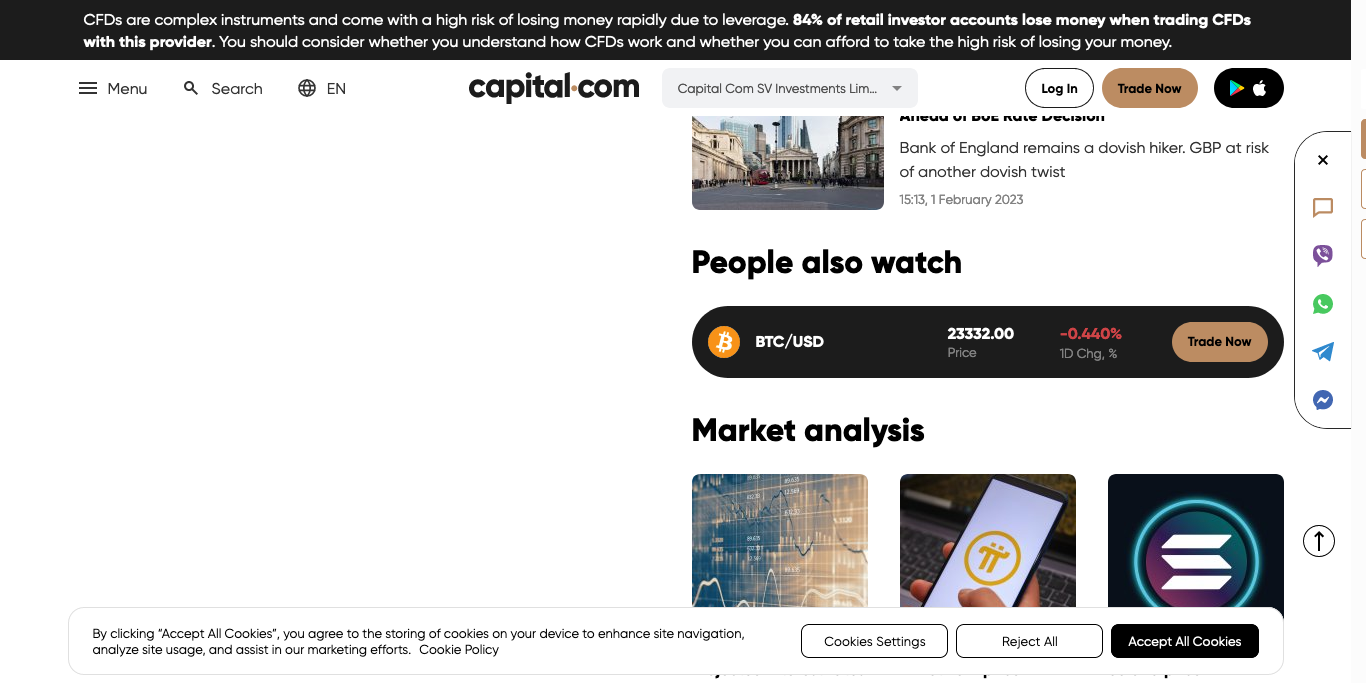 CFDs are complex instruments and come with a high risk of losing money rapidly due to leverage. 84% of retail investor accounts lose money when trading CFDs
with this provider. You should consider whether you understand how CFDs work and whether you can afford to take the high risk of losing your money.
Menu
Search
EN
capital.com
Capital Com SV Investments Lim...
Log In
Trade Now
Ahead of BoE Rate Decision
Bank of England remains a dovish hiker. GBP at risk
of another dovish twist
15:13, 1 February 2023
People also watch
BTC/USD
23332.00
Price
-0.440%
1D Chg, %
Trade Now
Market analysis
By clicking “Accept All Cookies”, you agree to the storing of cookies on your device to enhance site navigation,
analyze site usage, and assist in our marketing efforts. Cookie Policy
Cookies Settings
Reject All
Accept All Cookies